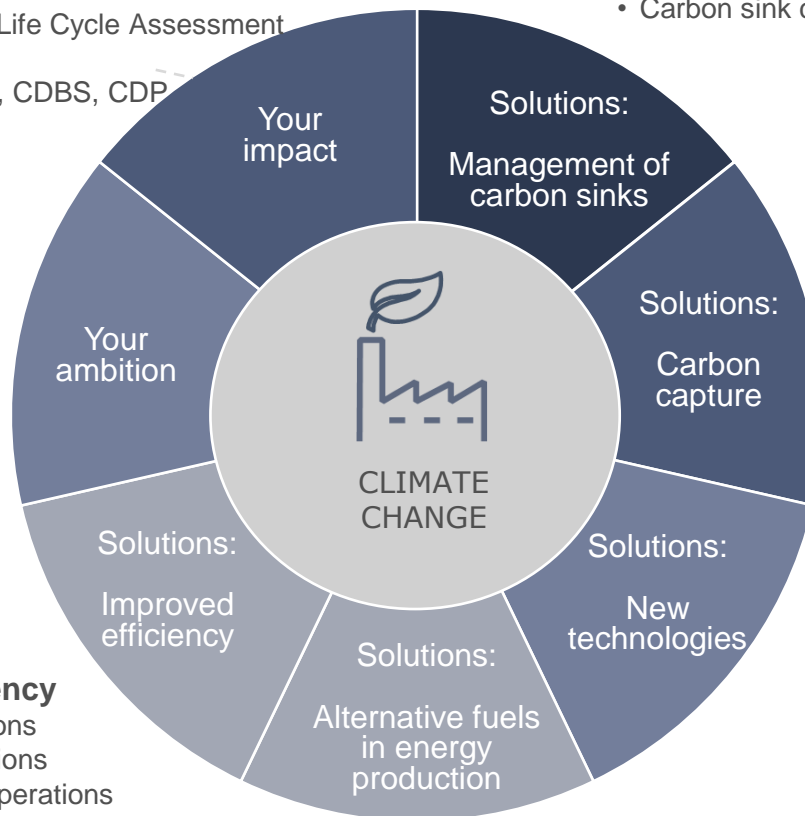 Life Cycle Assessment
• Carbon sink
, CDBS, CDP
Your
impact
Solutions:
Management of
carbon sinks
Solutions:
Carbon
capture
Your
ambition
CLIMATE
CHANGE
Solutions:
Improved
efficiency
Solutions:
New
technologies
Solutions:
Alternative fuels
in energy
production
ency
ons
ions
perations